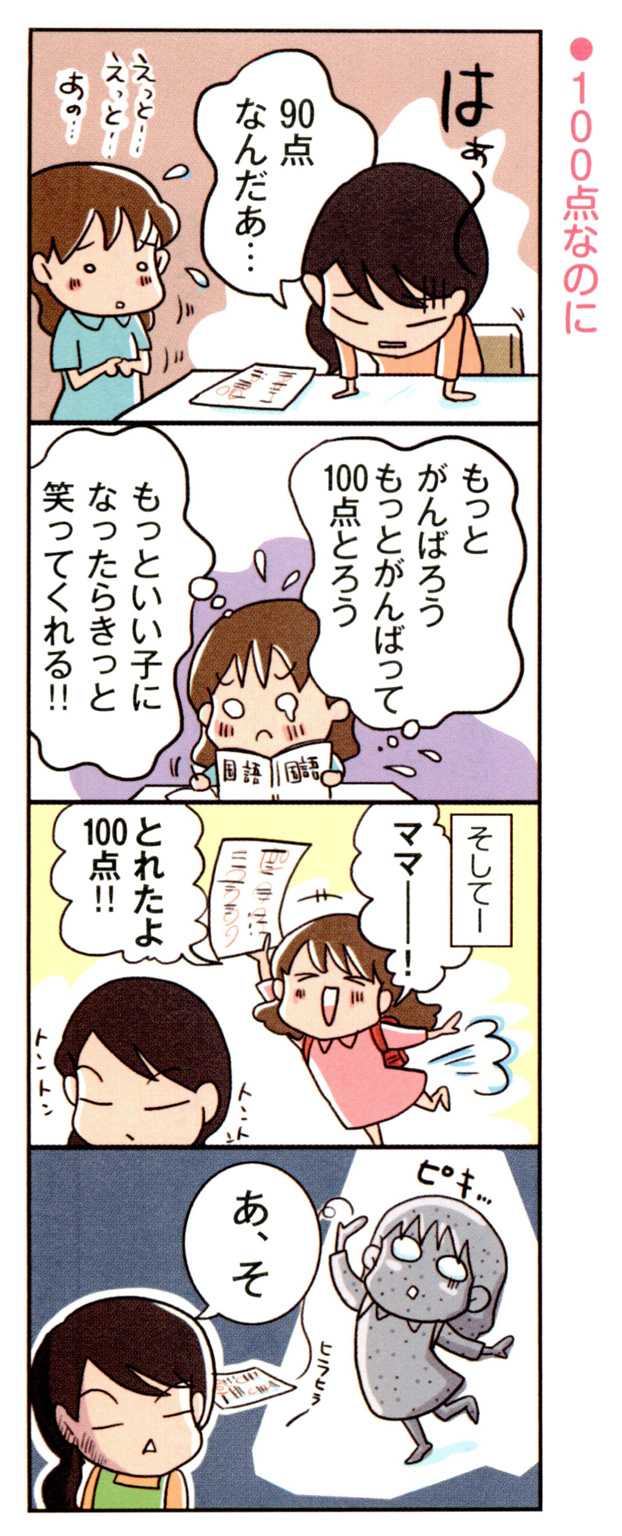 ●100点なのに
はぁ
90点
なんだあ…
えっと…
えっと…
あの…
もっと
がんばろう
もっとがんばって
100点とろう
もっといい子に
なったらきっと
笑ってくれる!!
国語
国語
そしてー
ママーー!
とれたよ
100点!!
トントン
トントン
ピキ…
あ、そ
ヒラヒラ